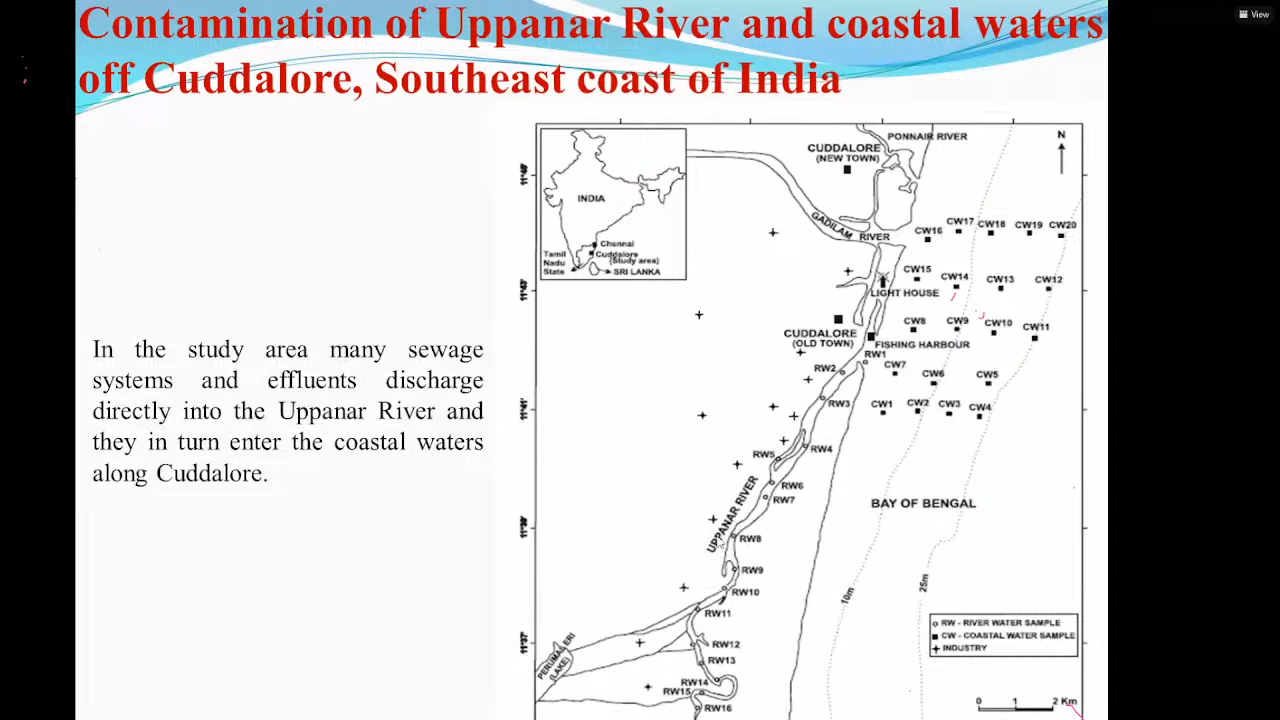 View
Contamination of Uppanar River and coastal waters
off Cuddalore, Southeast coast of India
In the study area many sewage
systems and effluents discharge
directly into the Uppanar River and
they in turn enter the coastal waters
along Cuddalore.
INDIA
Chennai
Cuddalore
(Study area)
Tamil
Nadu
State
SRI LANKA
PONNAIR RIVER
N
CUDDALORE
(NEW TOWN)
GADILAM RIVER
CW16
CW17
CW18
CW19
CW20
CW15
CW14
CW13
CW12
LIGHT HOUSE
CW8
CW9
CW10
CW11
CUDDALORE
(OLD TOWN)
FISHING HARBOUR
RW1
RW2
CW7
CW6
CW5
RW3
CW1
CW2
CW3
CW4
RW4
RW5
RW6
RW7
UPPANAR RIVER
BAY OF BENGAL
RW8
RW9
RW10
RW11
10m
25m
RW - RIVER WATER SAMPLE
CW - COASTAL WATER SAMPLE
INDUSTRY
RW12
RW13
RW14
RW15
RW16
(LAKE)
0 1 2 Km